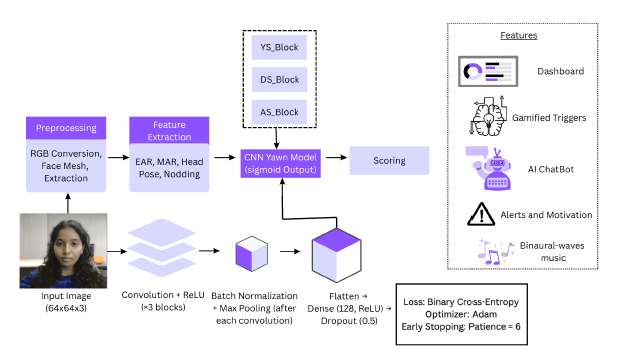 YS_Block
DS_Block
AS_Block
Preprocessing
RGB Conversion,
Face Mesh,
Extraction
Feature
Extraction
EAR, MAR, Head
Pose, Nodding
CNN Yawn Model
(sigmoid Output)
Scoring
Input Image
(64x64x3)
Convolution + ReLU
(×3 blocks)
Batch Normalization
+ Max Pooling (after
each convolution)
Flatten →
Dense (128, ReLU) →
Dropout (0.5)
Loss: Binary Cross-Entropy
Optimizer: Adam
Early Stopping: Patience = 6
Features
Dashboard
Gamified Triggers
AI ChatBot
Alerts and Motivation
Binaural-waves
music